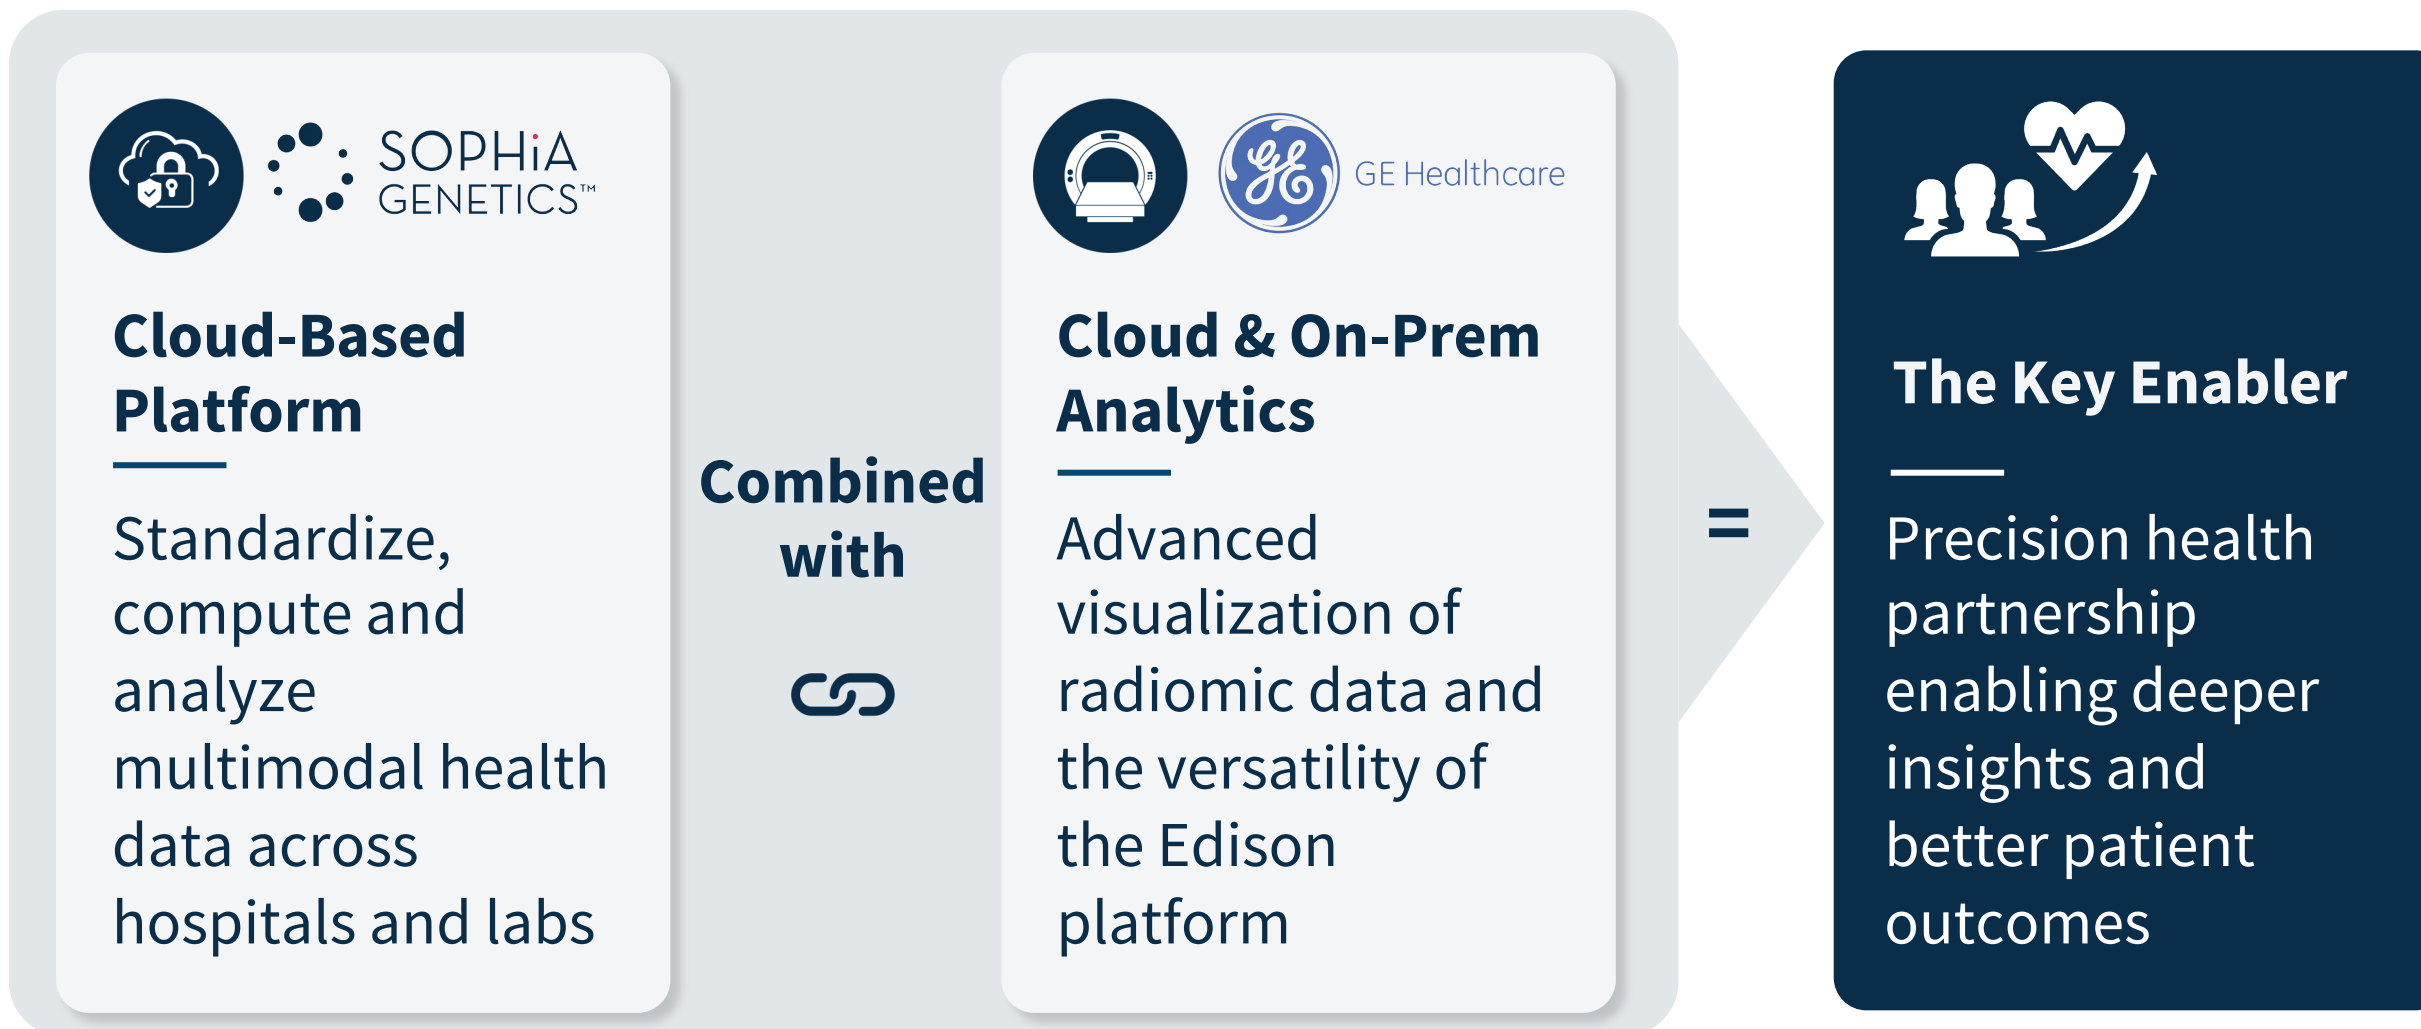 SOPHiA
GENETICS™
Cloud-Based
Platform
Standardize,
compute and
analyze
multimodal health
data across
hospitals and labs
Combined
with
GE
GE Healthcare
Cloud & On-Prem
Analytics
Advanced
visualization of
radiomic data and
the versatility of
the Edison
platform
=
The Key Enabler
Precision health
partnership
enabling deeper
insights and
better patient
outcomes